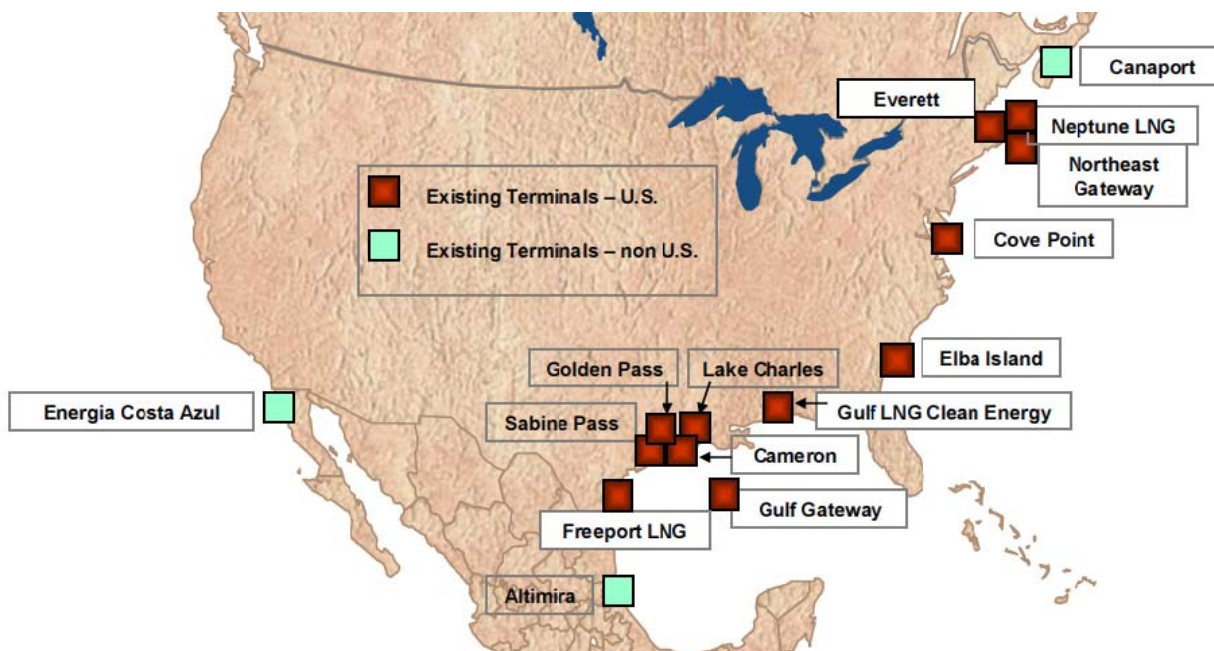 Canaport
Everett
Neptune LNG
Northeast
Gateway
Existing Terminals – U.S.
Existing Terminals – non U.S.
Cove Point
Elba Island
Golden Pass
Lake Charles
Energia Costa Azul
Sabine Pass
Gulf LNG Clean Energy
Cameron
Gulf Gateway
Freeport LNG
Altimira